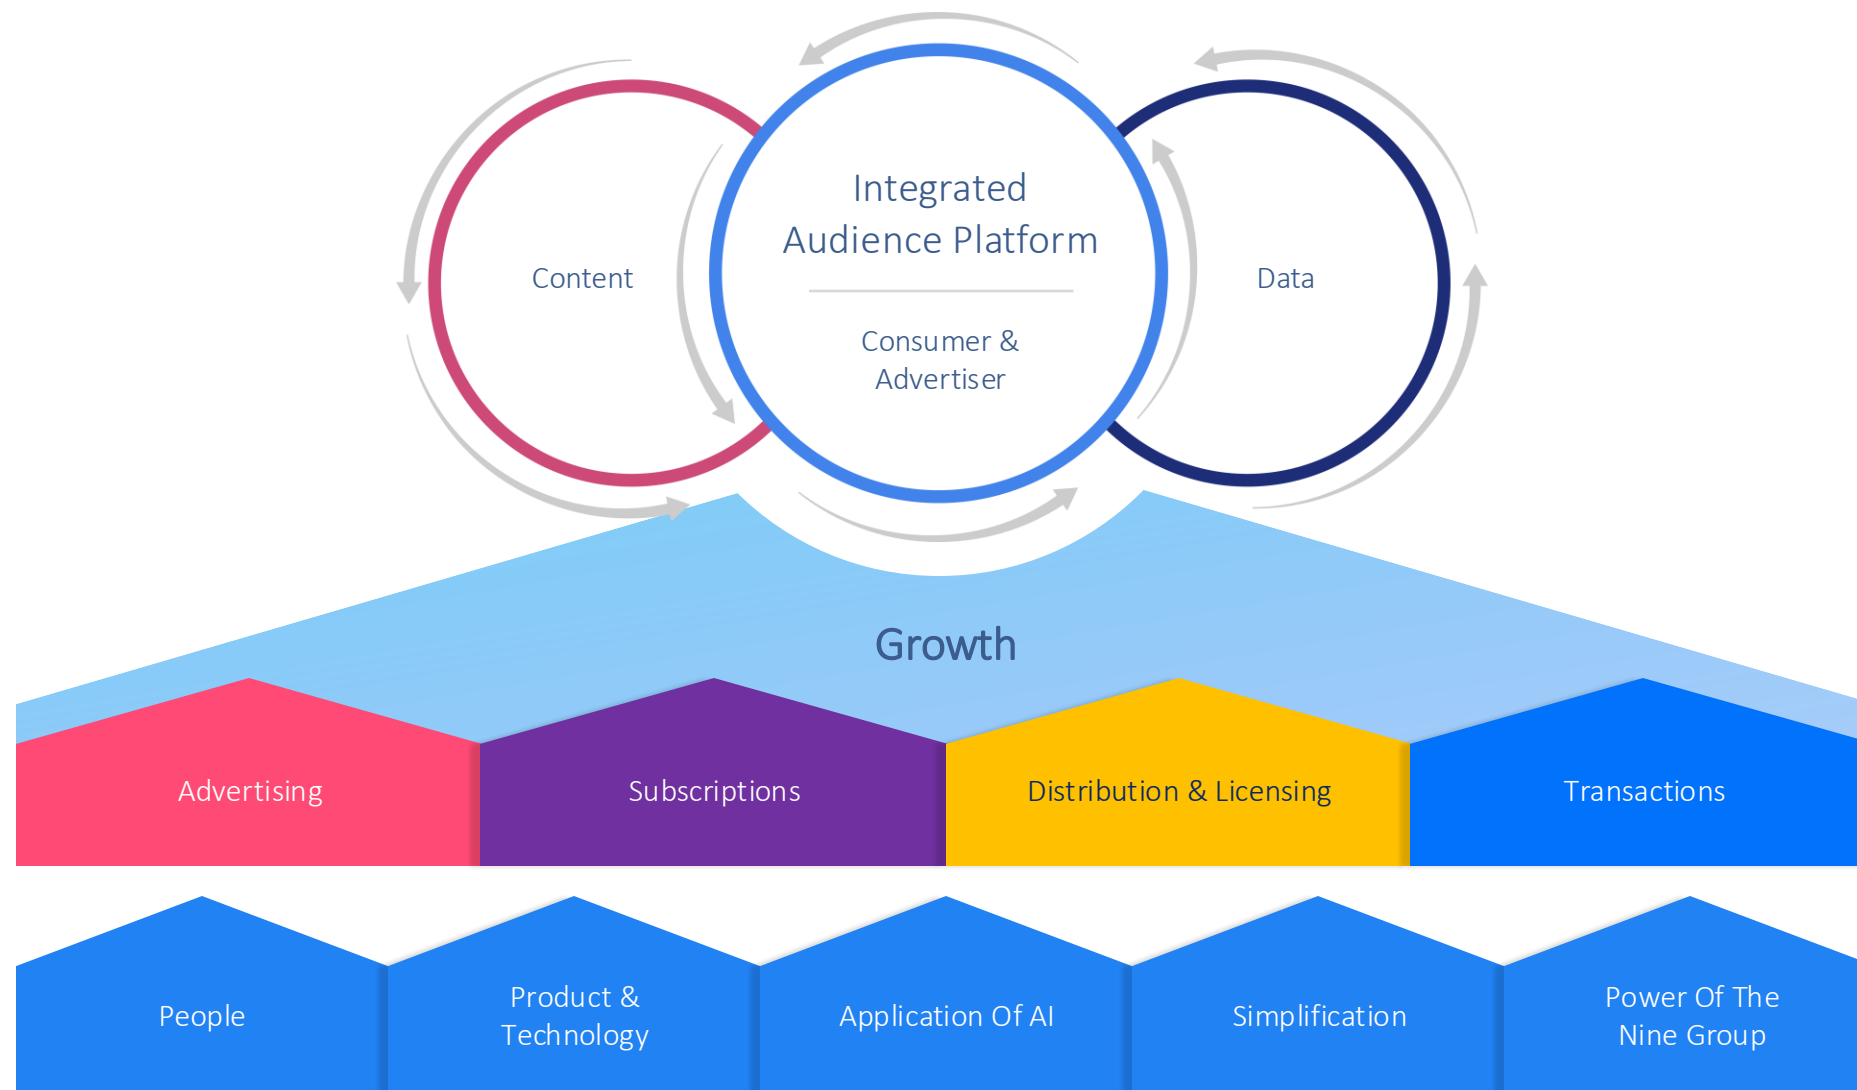 Integrated
Audience Platform
Content
Data
Consumer &
Advertiser
Growth
Advertising
Subscriptions
Distribution & Licensing
Transactions
People
Product &
Technology
Application Of AI
Simplification
Power Of The
Nine Group